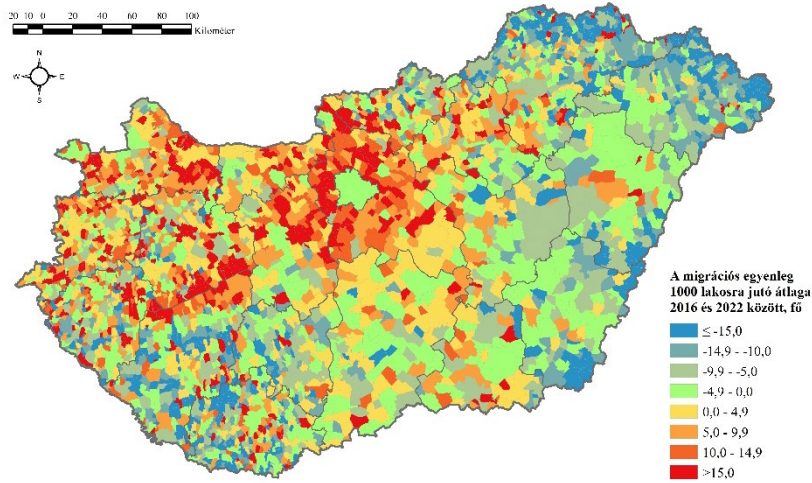 20 10 0 20 40 60 80 100
Kilométer
N
W E
S
A migrációs egyenleg
1000 lakosra jutó átlaga
2016 és 2022 között, fő
≤ -15,0
-14,9 - -10,0
-9,9 - -5,0
-4,9 - 0,0
0,0 - 4,9
5,0 - 9,9
10,0 - 14,9
>15,0